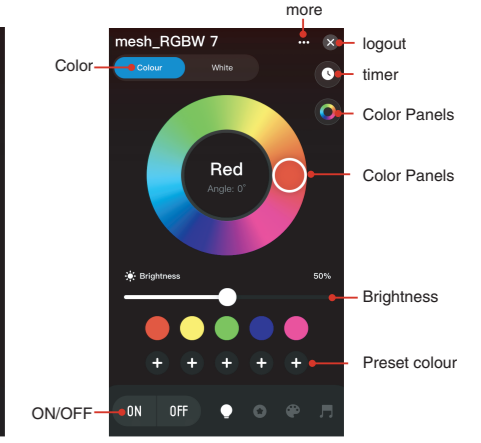 more
mesh_RGBW 7
logout
Color
Colour White
timer
Color Panels
Red
Angle: 0°
Color Panels
Brightness 50%
Brightness
Preset colour
ON/OFF
ON OFF